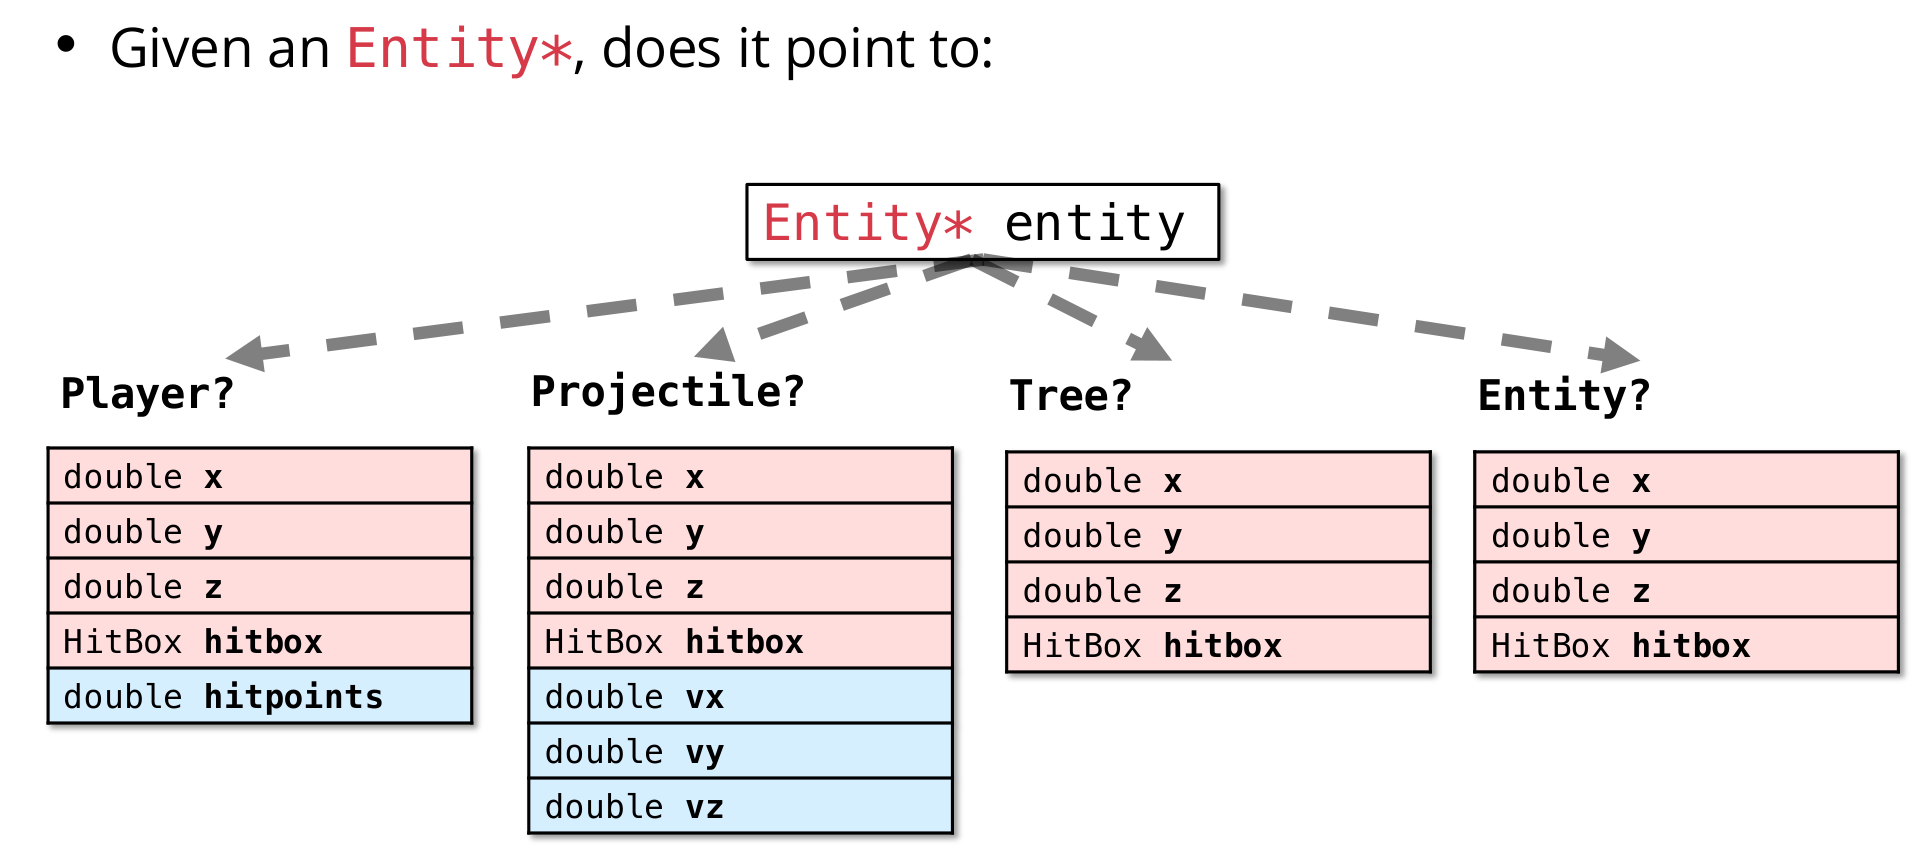 • Given an Entity*, does it point to:
Entity* entity
Player?
double x
double y
double z
HitBox hitbox
double hitpoints
Projectile?
double x
double y
double z
HitBox hitbox
double vx
double vy
double vz
Tree?
double x
double y
double z
HitBox hitbox
Entity?
double x
double y
double z
HitBox hitbox